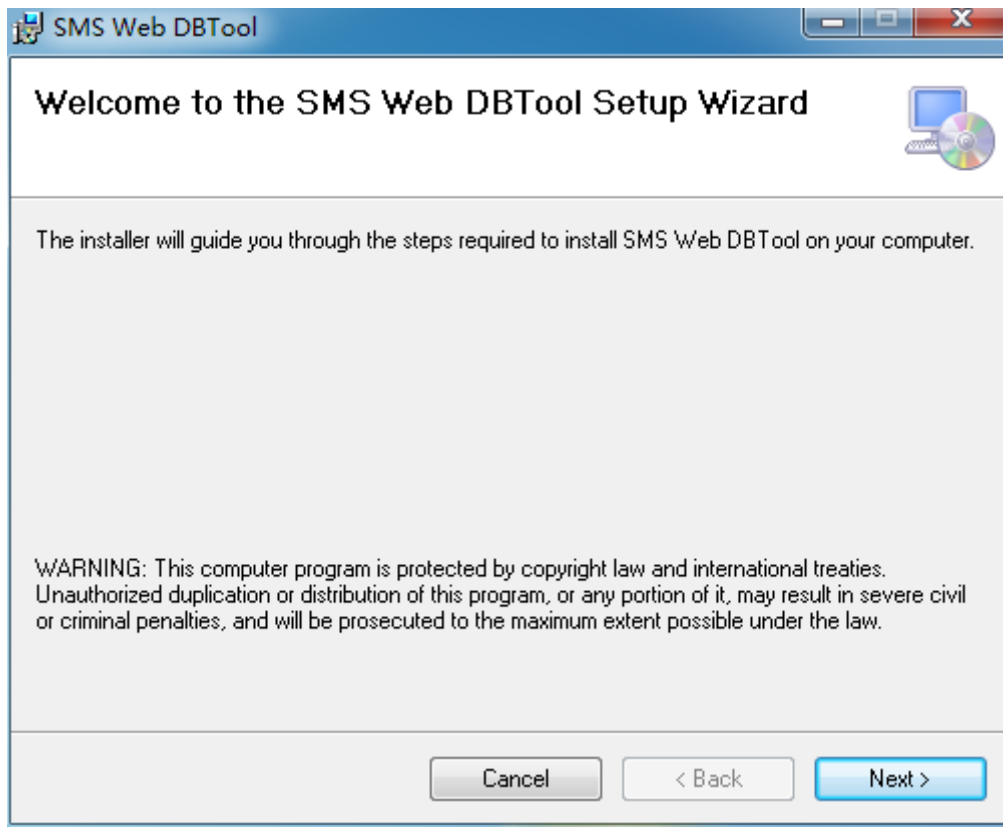 SMS Web DBTool
Welcome to the SMS Web DBTool Setup Wizard
The installer will guide you through the steps required to install SMS Web DBTool on your computer.
WARNING: This computer program is protected by copyright law and international treaties.
Unauthorized duplication or distribution of this program, or any portion of it, may result in severe civil
or criminal penalties, and will be prosecuted to the maximum extent possible under the law.
Cancel
< Back
Next >